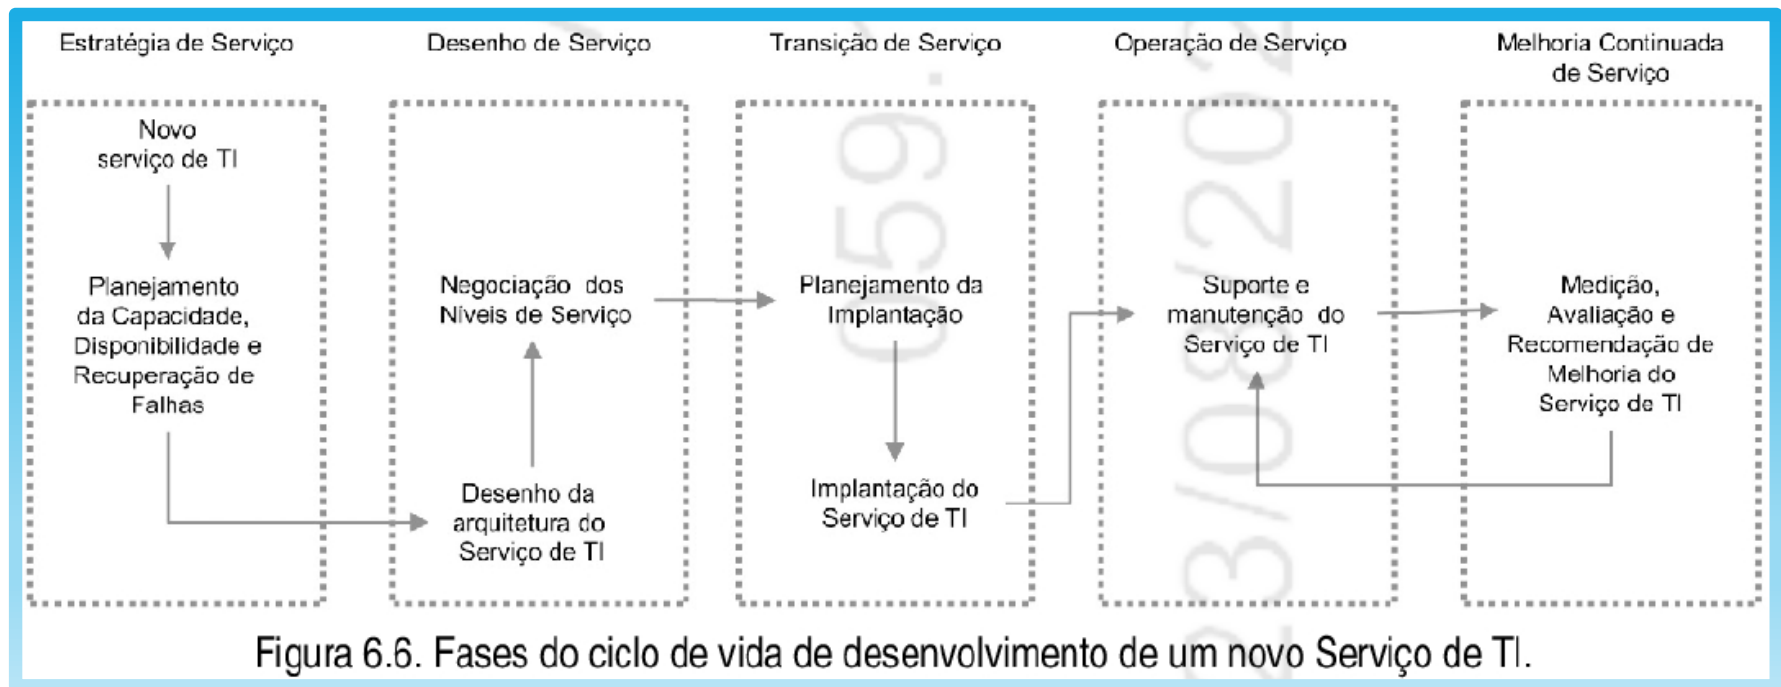 Estratégia de Serviço
Desenho de Serviço
Transição de Serviço
Operação de Serviço
Melhoria Continuada
de Serviço
Novo
serviço de TI
Planejamento
da Capacidade,
Disponibilidade e
Recuperação de
Falhas
Negociação dos
Níveis de Serviço
Desenho da
arquitetura do
Serviço de TI
Planejamento da
Implantação
Implantação do
Serviço de TI
Suporte e
manutenção do
Serviço de TI
Medição,
Avaliação e
Recomendação de
Melhoria do
Serviço de TI
059.
23/08/202
Figura 6.6. Fases do ciclo de vida de desenvolvimento de um novo Serviço de TI.